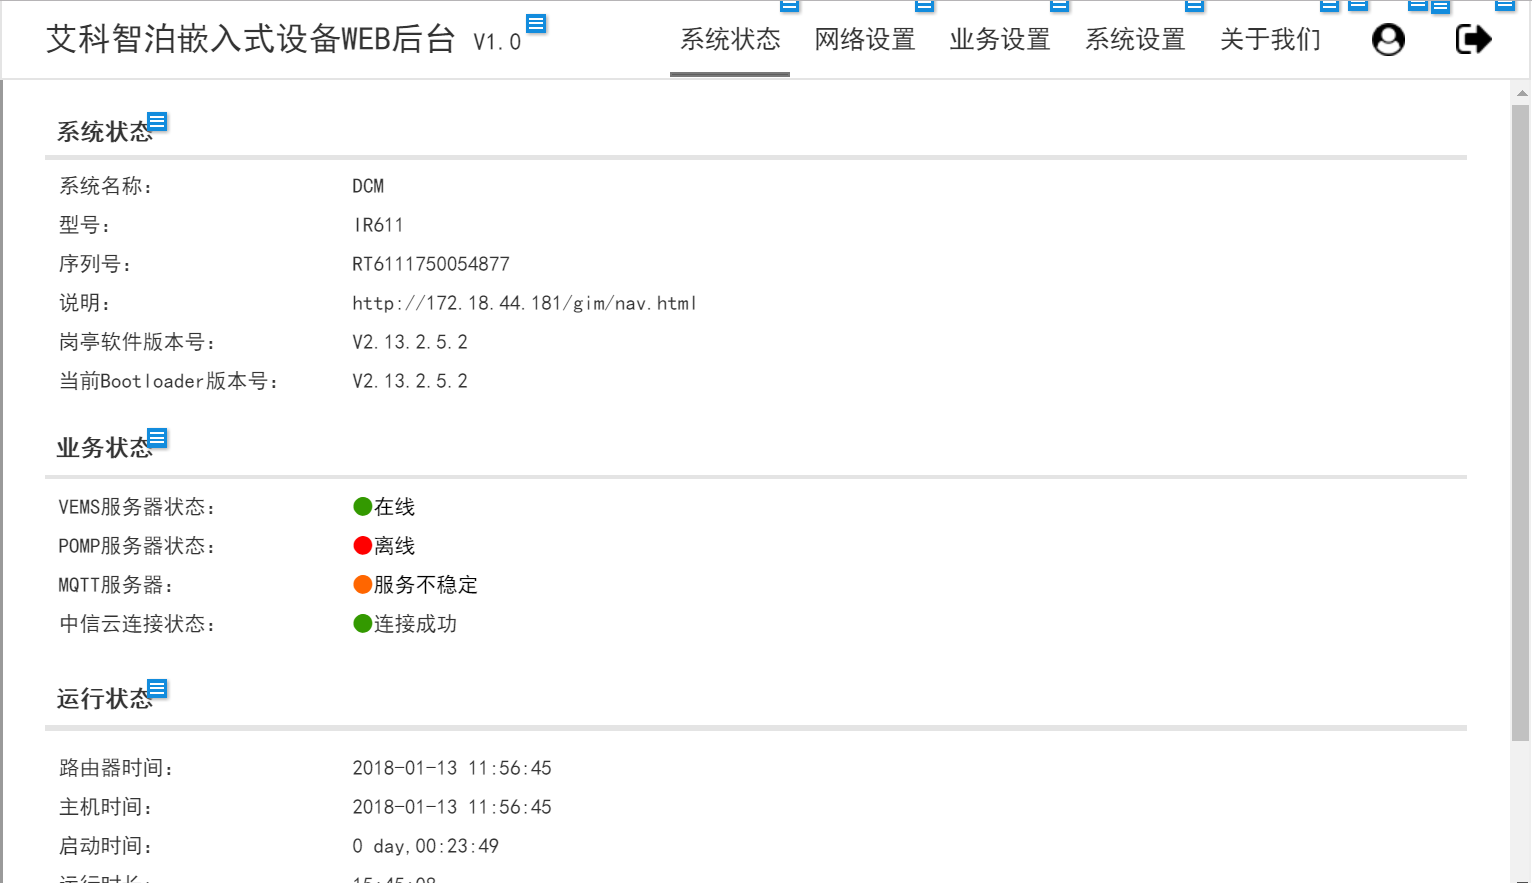 艾科智泊嵌入式设备WEB后台 V1.0
系统状态 网络设置 业务设置 系统设置 关于我们
系统状态
系统名称： DCM
型号： IR611
序列号： RT6111750054877
说明： http://172.18.44.181/gim/nav.html
岗亭软件版本号： V2.13.2.5.2
当前Bootloader版本号： V2.13.2.5.2
业务状态
VEMS服务器状态： 在线
POMP服务器状态： 离线
MQTT服务器： 服务不稳定
中信云连接状态： 连接成功
运行状态
路由器时间： 2018-01-13 11:56:45
主机时间： 2018-01-13 11:56:45
启动时间： 0 day,00:23:49
运行时长： 15:45:08